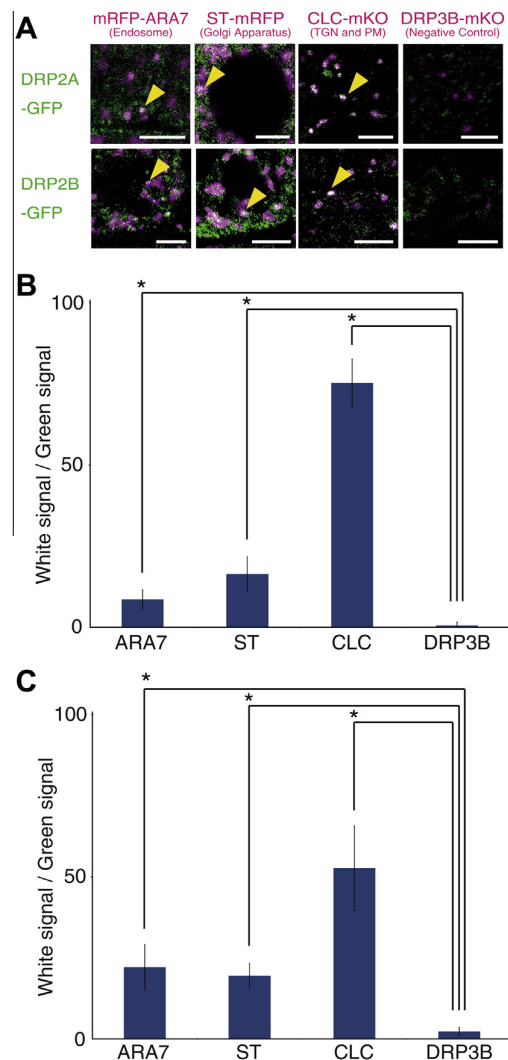 A
mRFP-ARA7 ST-mRFP CLC-mKO DRP3B-mKO
(Endosome) (Golgi Apparatus) (TGN and PM) (Negative Control)
DRP2A
-GFP
DRP2B
-GFP
B
100
*
*
*
50
0
White signal / Green signal
ARA7 ST CLC DRP3B
C
100
*
*
*
50
0
White signal / Green signal
ARA7 ST CLC DRP3B